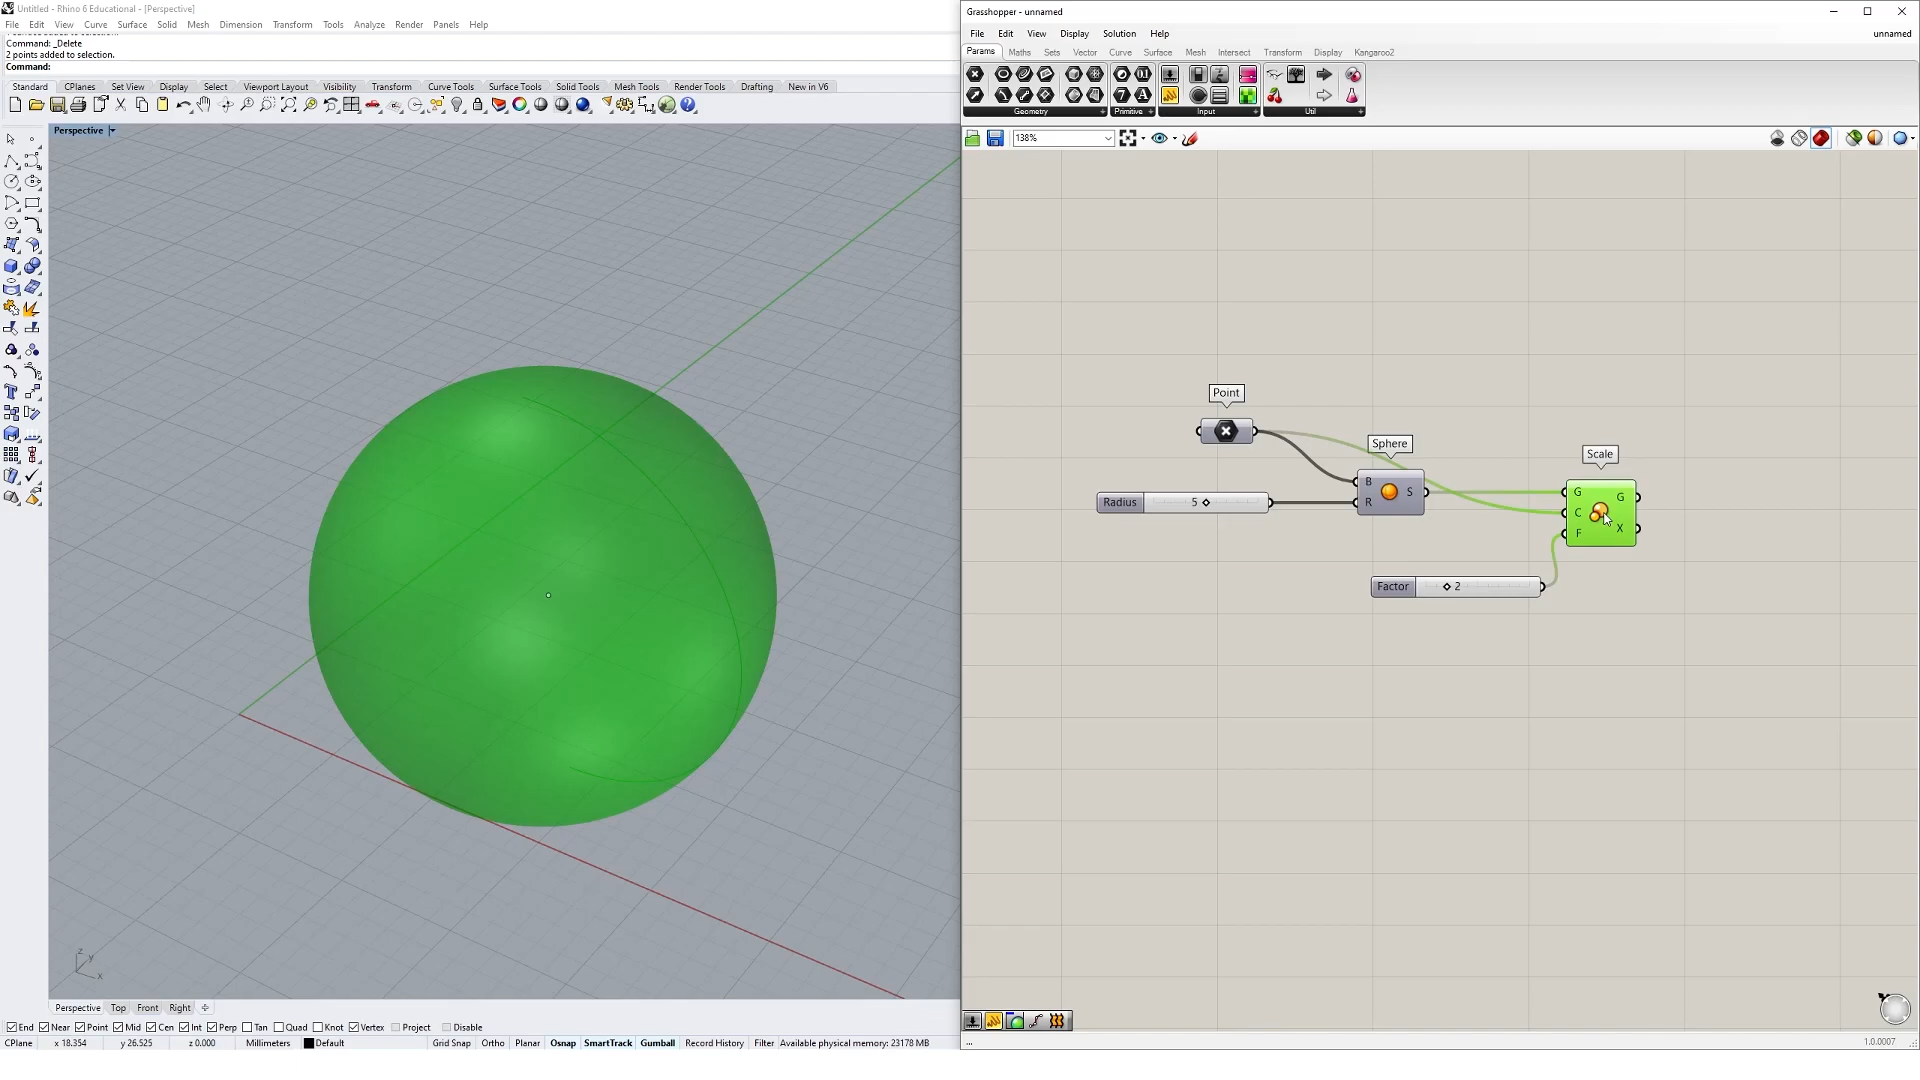 Untitled - Rhino 6 Educational - [Perspective]
File Edit View Curve Surface Solid Mesh Dimension Transform Tools Analyze Render Panels Help
Command: _Delete
2 points added to selection.
Command:
Standard CPlanes Set View Display Select Viewport Layout Visibility Transform Curve Tools Surface Tools Solid Tools Mesh Tools Render Tools Drafting New in V6
Perspective
z
y
x
Perspective Top Front Right
End Near Point Mid Cen Int Perp Tan Quad Knot Vertex Project Disable
CPlane x 18.354 y 26.525 z 0.000 Millimeters Default Grid Snap Ortho Planar Osnap SmartTrack Gumball Record History Filter Available physical memory: 23178 MB
Grasshopper - unnamed
File Edit View Display Solution Help unnamed
Params Maths Sets Vector Curve Surface Mesh Intersect Transform Display Kangaroo2
Geometry Primitive Input Util
138%
Point
Sphere
Scale
B
R
S
Radius 5
G
C
F
G
X
Factor 2
...
1.0.0007